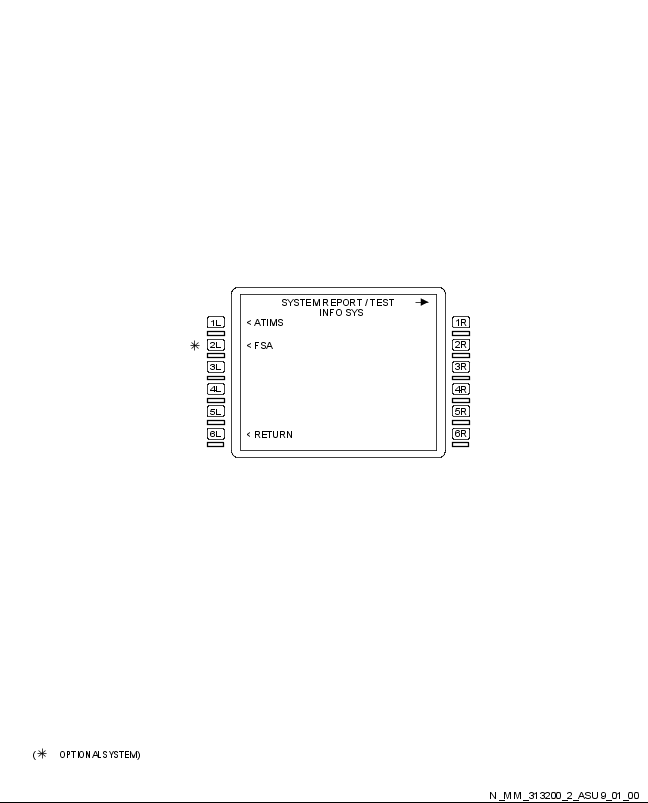 SYSTEM REPORT / TEST
INFO SYS
1L < ATIMS 1R
2L < FSA 2R
3L 3R
4L 4R
5L 5R
6L < RETURN 6R
(✳ OPTIONAL SYSTEM)
N_MM_313200_2_ASU9_01_00